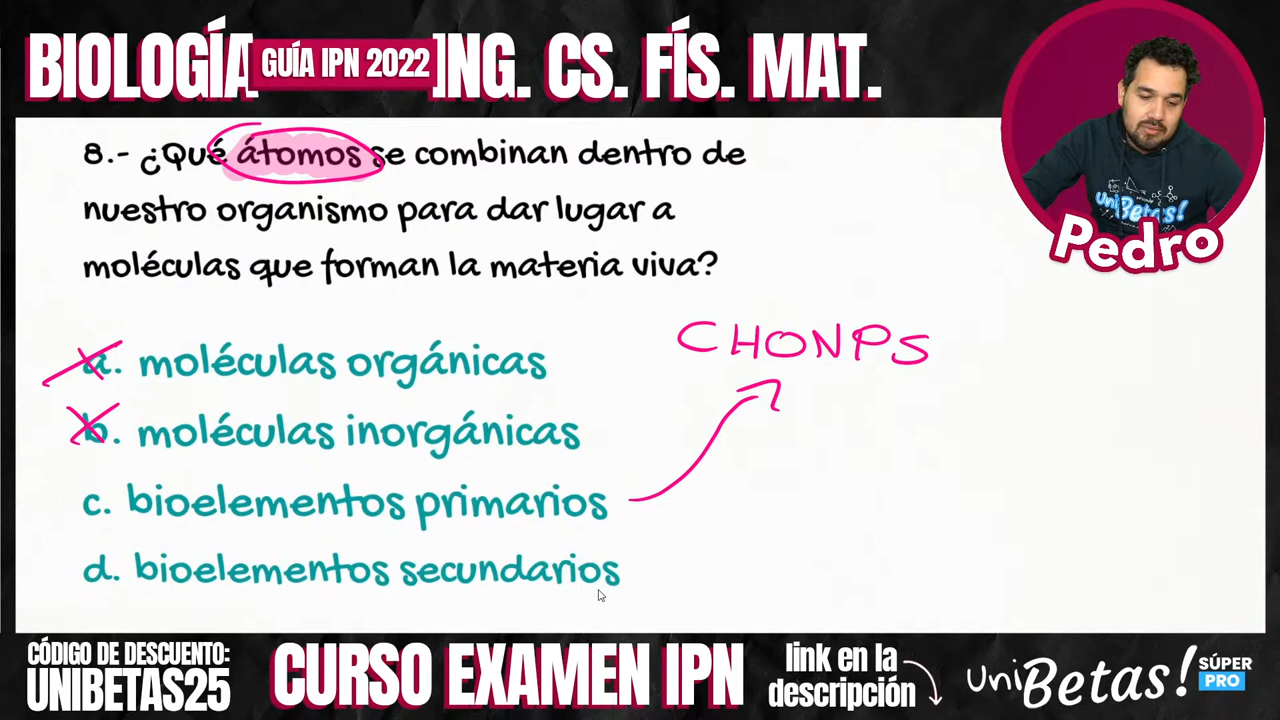 BIOLOGÍA[GUÍA IPN 2022]ING. CS. FÍS. MAT.
8.- ¿Qué átomos se combinan dentro de
nuestro organismo para dar lugar a
moléculas que forman la materia viva?
a. moléculas orgánicas
b. moléculas inorgánicas
c. bioelementos primarios
d. bioelementos secundarios
CHONPS
UniBetas!
Pedro
CÓDIGO DE DESCUENTO:
UNIBETAS25
CURSO EXAMEN IPN
link en la
descripción
UniBetas! SÚPER
PRO